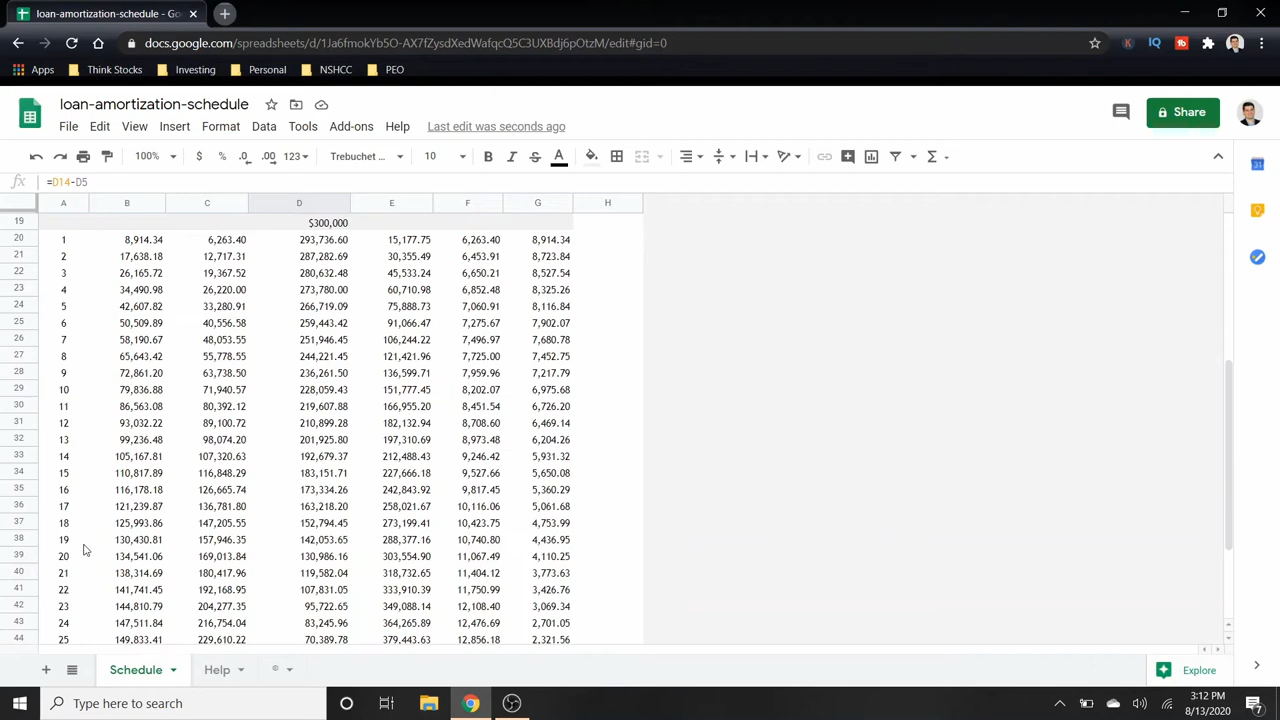 loan-amortization-schedule - Go
docs.google.com/spreadsheets/d/1Ja6fmokYb5O-AX7fZysdXedWafqcQ5C3UXBdj6pOtzM/edit#gid=0
Apps Think Stocks Investing Personal NSHCC PEO
loan-amortization-schedule
Share
File Edit View Insert Format Data Tools Add-ons Help Last edit was seconds ago
100% $ % .0 .00 123 Trebuchet ... 10 B I S A
fx =D14-D5
A B C D E F G H
19 $300,000
20 1 8,914.34 6,263.40 293,736.60 15,177.75 6,263.40 8,914.34
21 2 17,638.18 12,717.31 287,282.69 30,355.49 6,453.91 8,723.84
22 3 26,165.72 19,367.52 280,632.48 45,533.24 6,650.21 8,527.54
23 4 34,490.98 26,220.00 273,780.00 60,710.98 6,852.48 8,325.26
24 5 42,607.82 33,280.91 266,719.09 75,888.73 7,060.91 8,116.84
25 6 50,509.89 40,556.58 259,443.42 91,066.47 7,275.67 7,902.07
26 7 58,190.67 48,053.55 251,946.45 106,244.22 7,496.97 7,680.78
27 8 65,643.42 55,778.55 244,221.45 121,421.96 7,725.00 7,452.75
28 9 72,861.20 63,738.50 236,261.50 136,599.71 7,959.96 7,217.79
29 10 79,836.88 71,940.57 228,059.43 151,777.45 8,202.07 6,975.68
30 11 86,563.08 80,392.12 219,607.88 166,955.20 8,451.54 6,726.20
31 12 93,032.22 89,100.72 210,899.28 182,132.94 8,708.60 6,469.14
32 13 99,236.48 98,074.20 201,925.80 197,310.69 8,973.48 6,204.26
33 14 105,167.81 107,320.63 192,679.37 212,488.43 9,246.42 5,931.32
34 15 110,817.89 116,848.29 183,151.71 227,666.18 9,527.66 5,650.08
35 16 116,178.18 126,665.74 173,334.26 242,843.92 9,817.45 5,360.29
36 17 121,239.87 136,781.80 163,218.20 258,021.67 10,116.06 5,061.68
37 18 125,993.86 147,205.55 152,794.45 273,199.41 10,423.75 4,753.99
38 19 130,430.81 157,946.35 142,053.65 288,377.16 10,740.80 4,436.95
39 20 134,541.06 169,013.84 130,986.16 303,554.90 11,067.49 4,110.25
40 21 138,314.69 180,417.96 119,582.04 318,732.65 11,404.12 3,773.63
41 22 141,741.45 192,168.95 107,831.05 333,910.39 11,750.99 3,426.76
42 23 144,810.79 204,277.35 95,722.65 349,088.14 12,108.40 3,069.34
43 24 147,511.84 216,754.04 83,245.96 364,265.89 12,476.69 2,701.05
44 25 149,833.41 229,610.22 70,389.78 379,443.63 12,856.18 2,321.56
Schedule Help © Explore
Type here to search
3:12 PM
8/13/2020
7